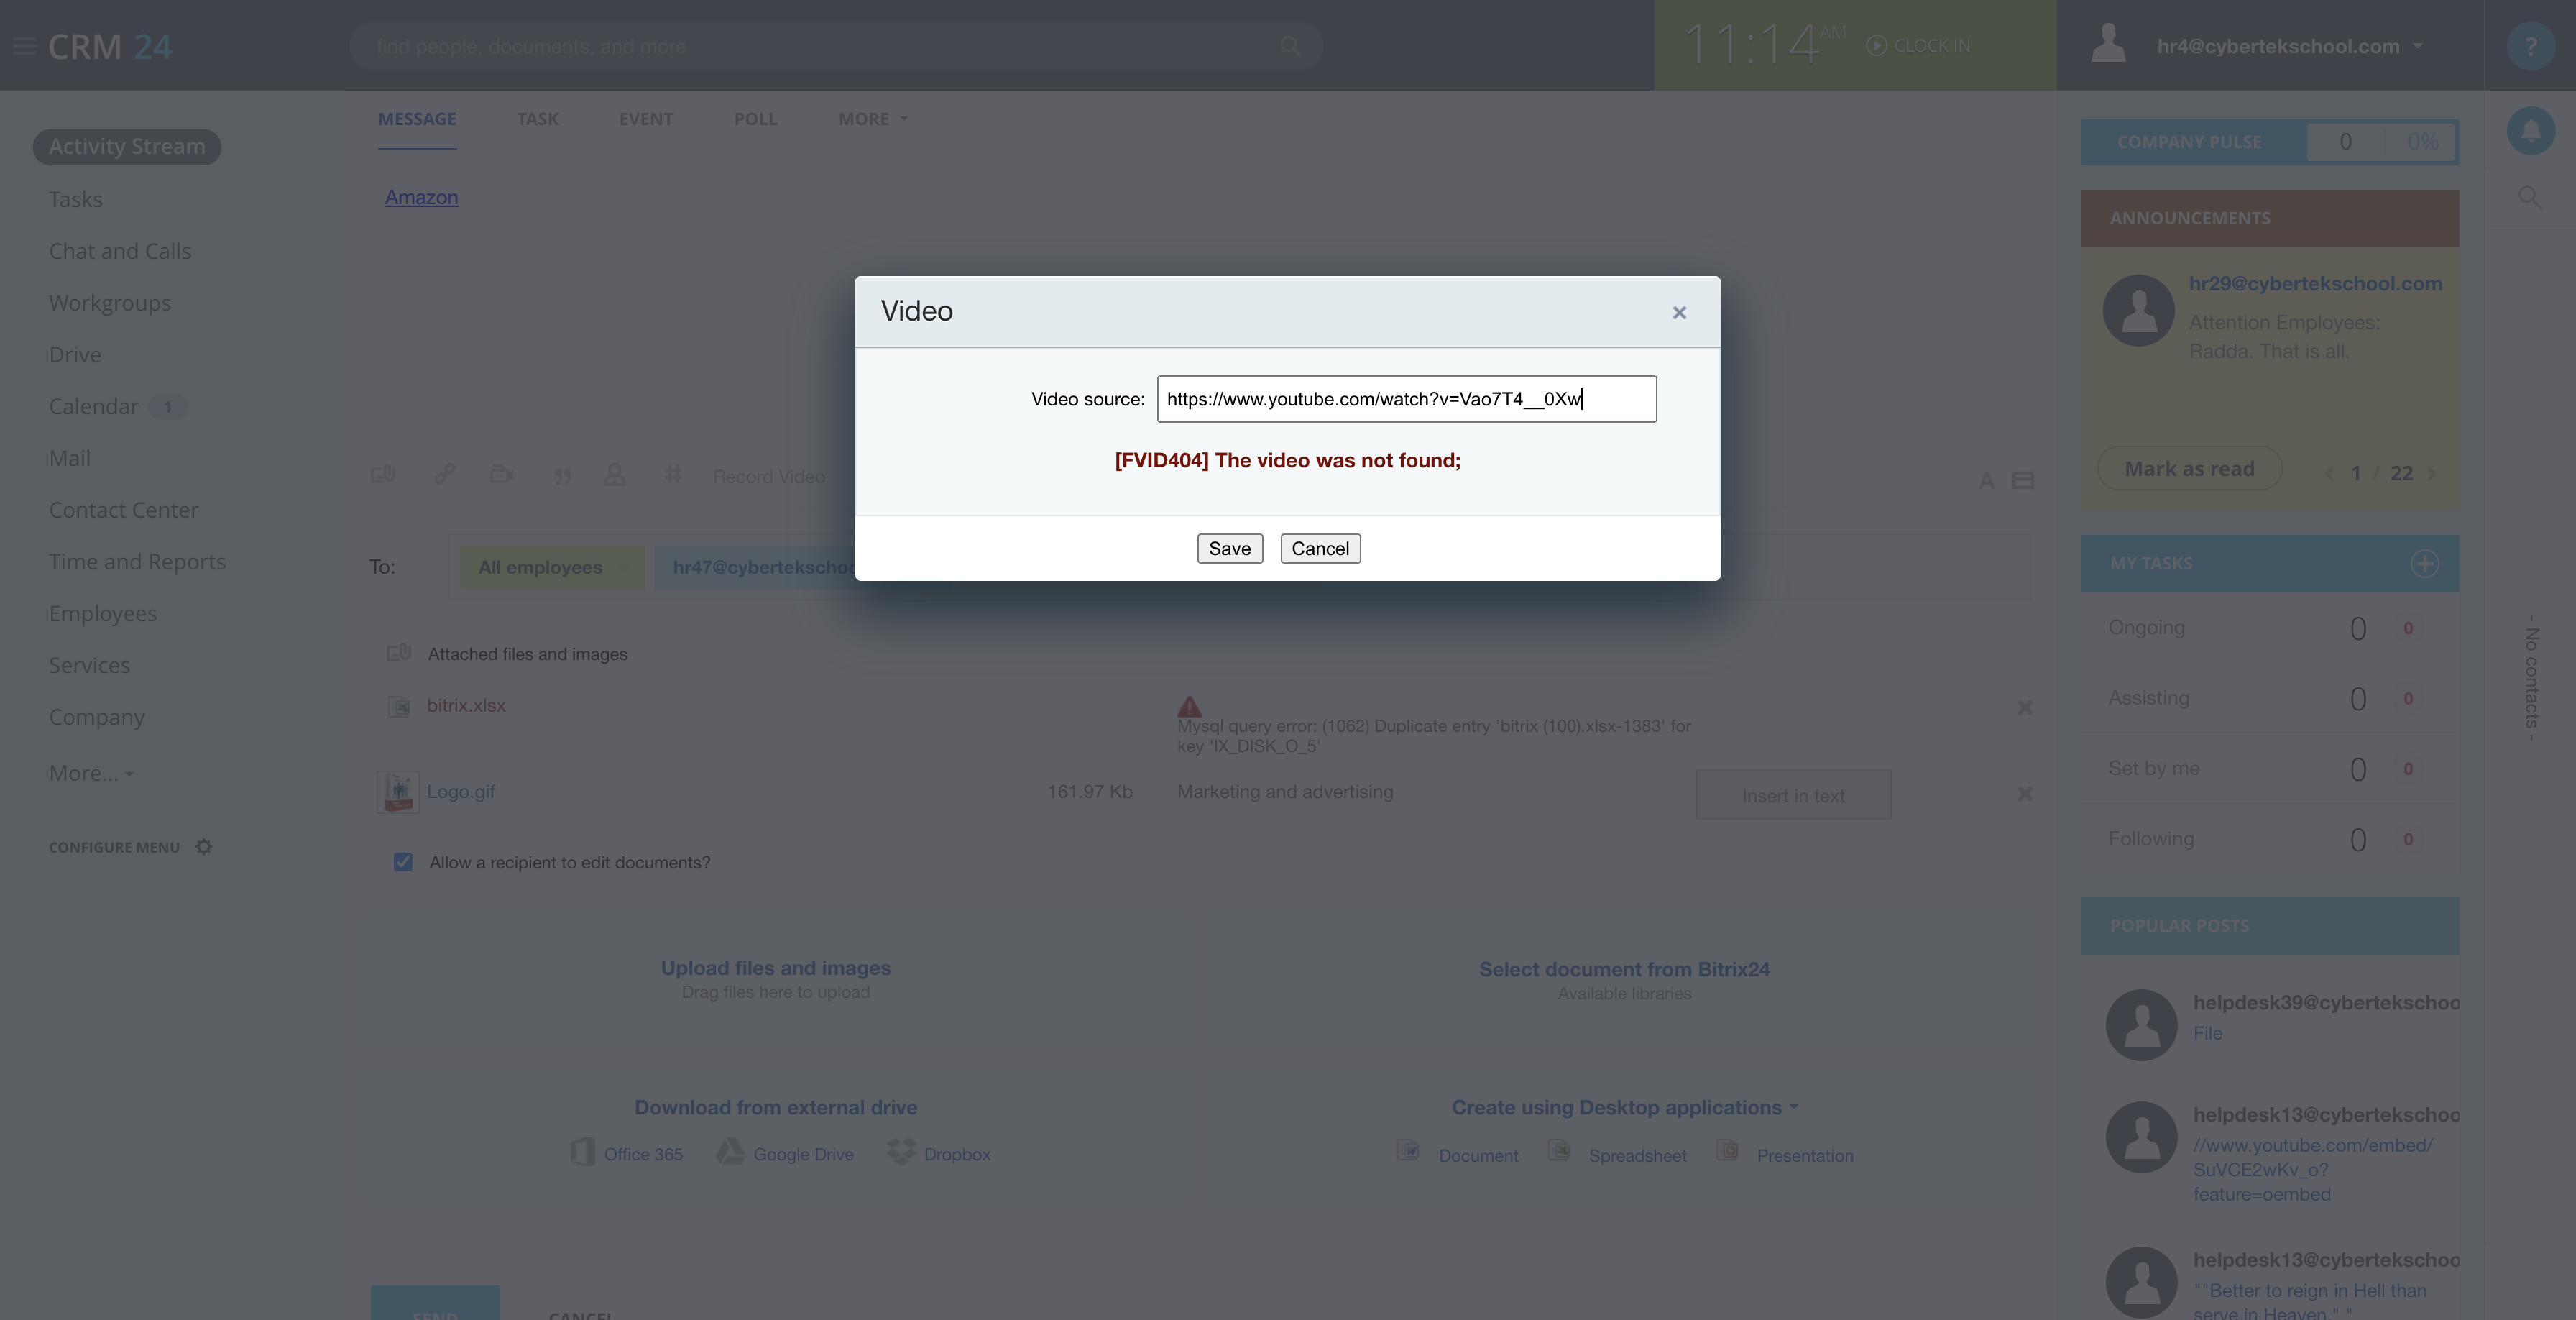 CRM 24
find people, documents, and more
11:14 AM
CLOCK IN
hr4@cybertekschool.com
?
Activity Stream
Tasks
Chat and Calls
Workgroups
Drive
Calendar 1
Mail
Contact Center
Time and Reports
Employees
Services
Company
More...
CONFIGURE MENU
MESSAGE TASK EVENT POLL MORE
Amazon
Record Video
A
Video
×
Video source: https://www.youtube.com/watch?v=Vao7T4__0Xw
[FVID404] The video was not found;
Save Cancel
To: All employees hr47@cybertekschoo
Attached files and images
bitrix.xlsx
Mysql query error: (1062) Duplicate entry 'bitrix (100).xlsx-1383' for
key 'IX_DISK_O_5'
Logo.gif 161.97 Kb Marketing and advertising Insert in text
Allow a recipient to edit documents?
Upload files and images
Drag files here to upload
Select document from Bitrix24
Available libraries
Download from external drive
Office 365 Google Drive Dropbox
Create using Desktop applications
Document Spreadsheet Presentation
SEND CANCEL
COMPANY PULSE 0 0%
ANNOUNCEMENTS
hr29@cybertekschool.com
Attention Employees:
Radda. That is all.
Mark as read
1 / 22
MY TASKS
Ongoing 0 0
Assisting 0 0
Set by me 0 0
Following 0 0
POPULAR POSTS
helpdesk39@cybertekschoo
File
helpdesk13@cybertekschoo
//www.youtube.com/embed/
SuVCE2wKv_o?
feature=oembed
helpdesk13@cybertekschoo
""Better to reign in Hell than
serve in Heaven." "
- No contacts -